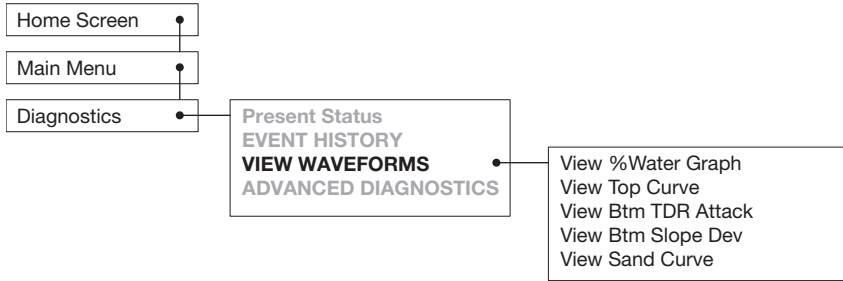 Home Screen
Main Menu
Diagnostics
Present Status
EVENT HISTORY
VIEW WAVEFORMS
ADVANCED DIAGNOSTICS
View %Water Graph
View Top Curve
View Btm TDR Attack
View Btm Slope Dev
View Sand Curve